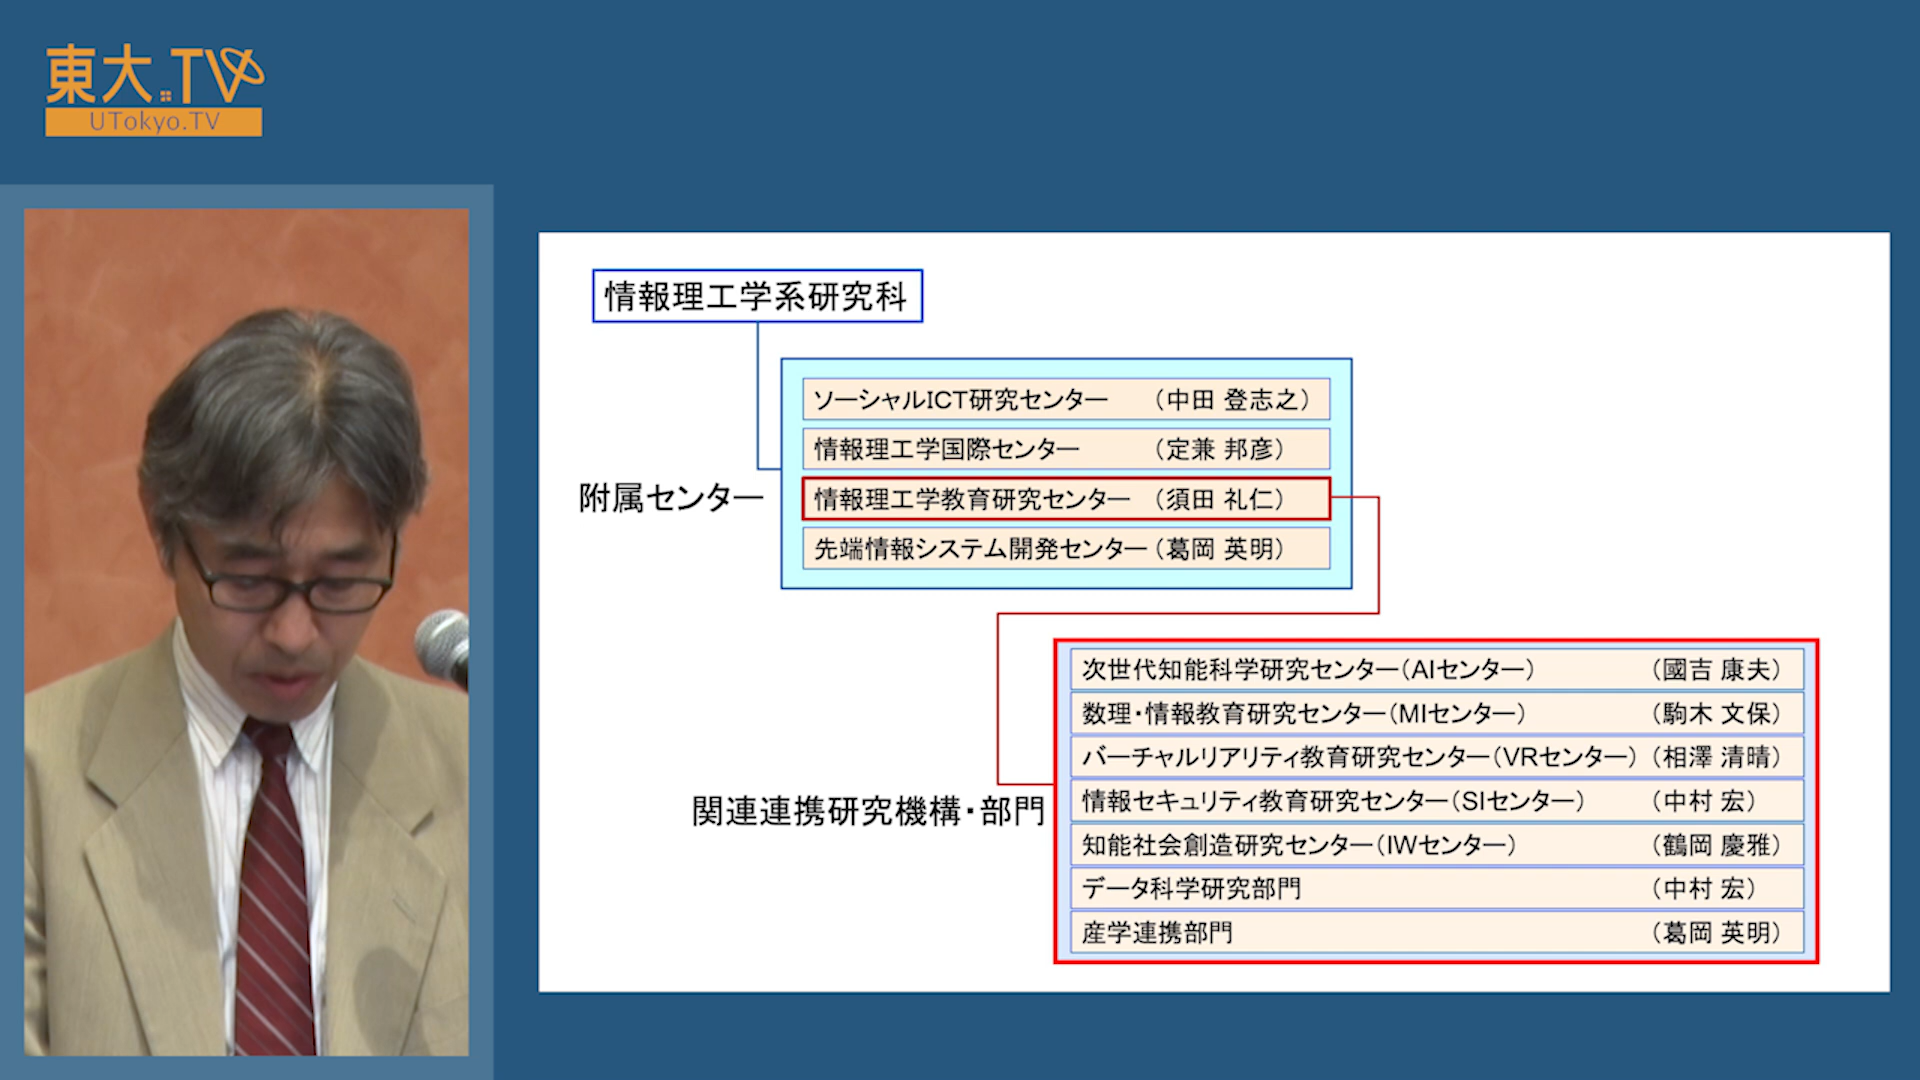 東大.TV
UTokyo.TV
情報理工学系研究科
附属センター
ソーシャルICT研究センター （中田 登志之）
情報理工学国際センター （定兼 邦彦）
情報理工学教育研究センター （須田 礼仁）
先端情報システム開発センター（葛岡 英明）
関連連携研究機構・部門
次世代知能科学研究センター（AIセンター） （國吉 康夫）
数理・情報教育研究センター（MIセンター） （駒木 文保）
バーチャルリアリティ教育研究センター（VRセンター）（相澤 清晴）
情報セキュリティ教育研究センター（SIセンター） （中村 宏）
知能社会創造研究センター（IWセンター） （鶴岡 慶雅）
データ科学研究部門 （中村 宏）
産学連携部門 （葛岡 英明）